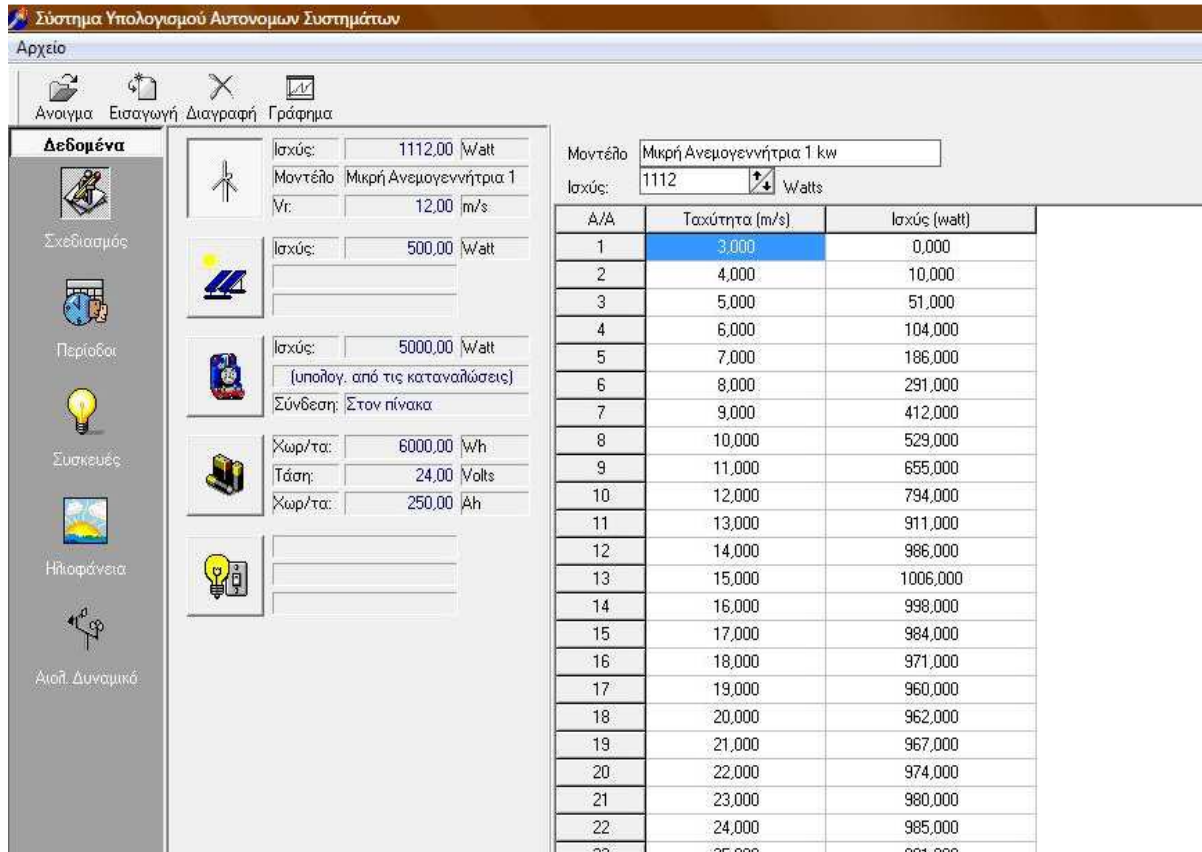 Σύστημα Υπολογισμού Αυτονομων Συστημάτων
Αρχείο
Ανοιγμα Εισαγωγή Διαγραφή Γράφημα
Δεδομένα
Σχεδιασμός
Περίοδοι
Συσκευές
Ηλιοφάνεια
Αιολ. Δυναμικό
Ισχύς: 1112,00 Watt
Μοντέλο Μικρή Ανεμογεννήτρια 1
Vr: 12,00 m/s
Ισχύς: 500,00 Watt
Ισχύς: 5000,00 Watt
(υπολογ. από τις καταναλώσεις)
Σύνδεση: Στον πίνακα
Χωρ/τα: 6000,00 Wh
Τάση: 24,00 Volts
Χωρ/τα: 250,00 Ah
Μοντέλο Μικρή Ανεμογεννήτρια 1 kw
Ισχύς: 1112 Watts
Α/Α Ταχύτητα (m/s) Ισχύς (watt)
1 3,000 0,000
2 4,000 10,000
3 5,000 51,000
4 6,000 104,000
5 7,000 186,000
6 8,000 291,000
7 9,000 412,000
8 10,000 529,000
9 11,000 655,000
10 12,000 794,000
11 13,000 911,000
12 14,000 986,000
13 15,000 1006,000
14 16,000 998,000
15 17,000 984,000
16 18,000 971,000
17 19,000 960,000
18 20,000 962,000
19 21,000 967,000
20 22,000 974,000
21 23,000 980,000
22 24,000 985,000